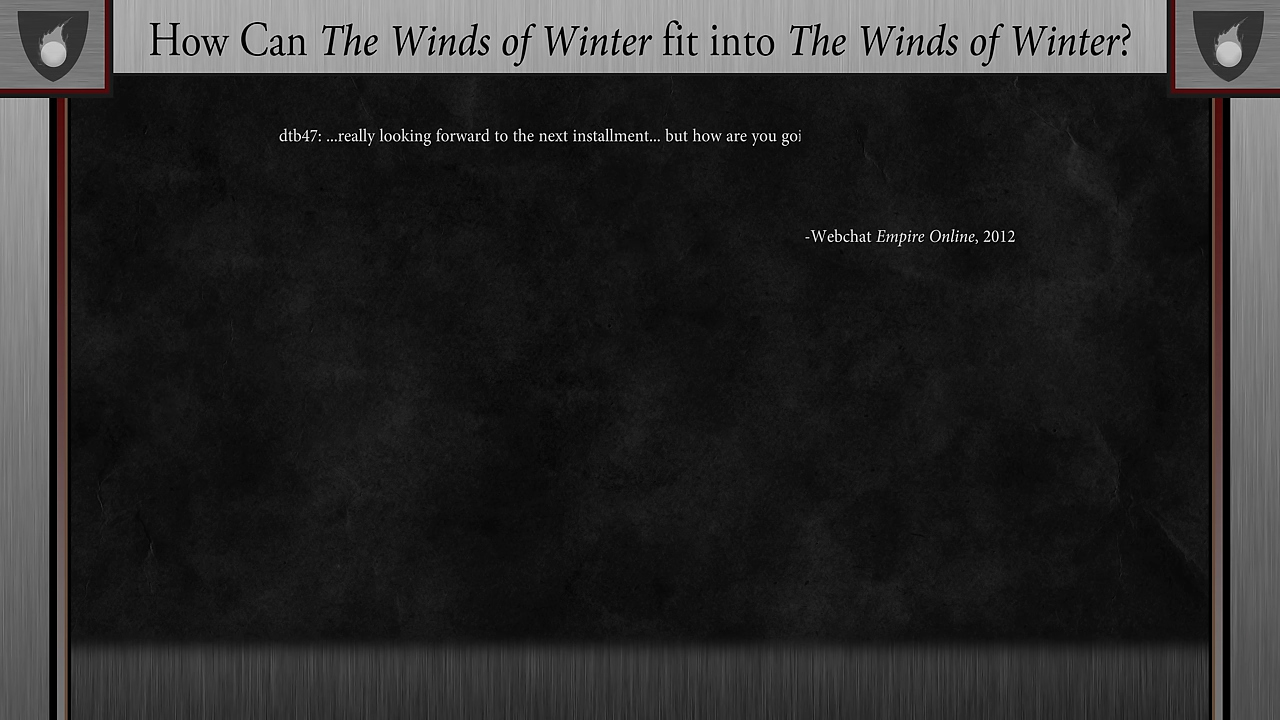 How Can The Winds of Winter fit into The Winds of Winter?
dtb47: ...really looking forward to the next installment... but how are you goi
-Webchat Empire Online, 2012